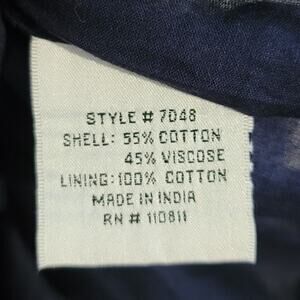 STYLE # 7048
SHELL: 55% COTTON
45% VISCOSE
LINING: 100% COTTON
MADE IN INDIA
RN # 110811